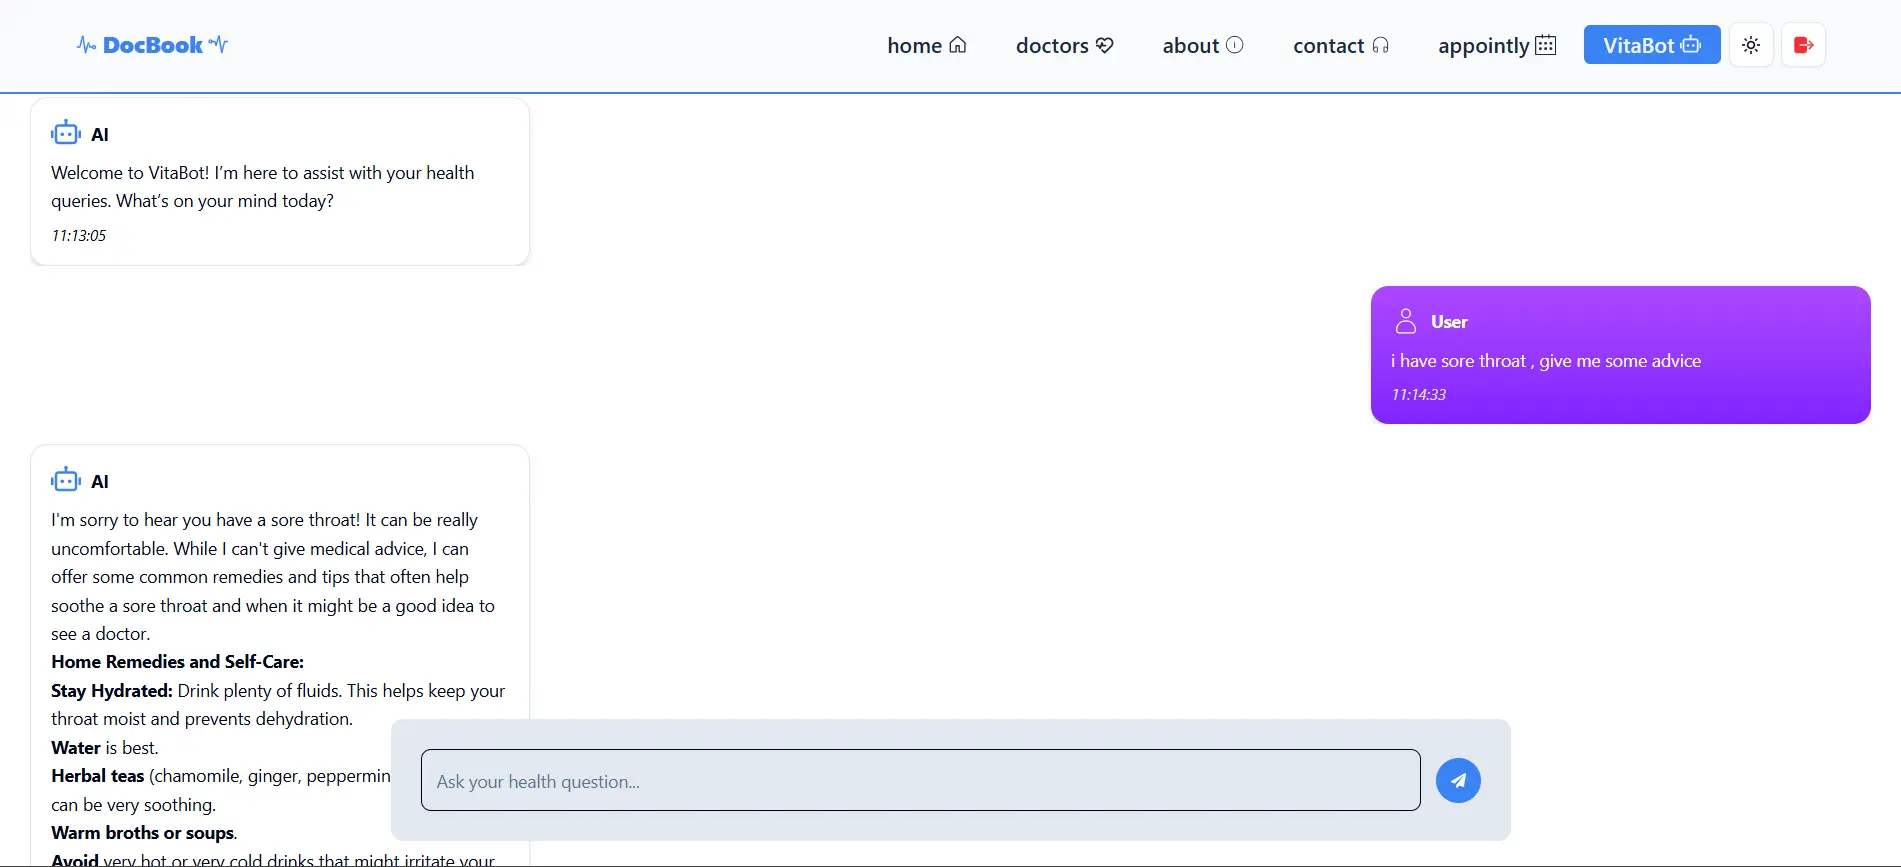 DocBook
home
doctors
about
contact
appointly
VitaBot
AI
Welcome to VitaBot! I’m here to assist with your health
queries. What’s on your mind today?
11:13:05
User
i have sore throat , give me some advice
11:14:33
AI
I'm sorry to hear you have a sore throat! It can be really
uncomfortable. While I can't give medical advice, I can
offer some common remedies and tips that often help
soothe a sore throat and when it might be a good idea to
see a doctor.
Home Remedies and Self-Care:
Stay Hydrated: Drink plenty of fluids. This helps keep your
throat moist and prevents dehydration.
Water is best.
Herbal teas (chamomile, ginger,
can be very soothing.
Warm broths or soups.
Avoid very hot or very cold drinks that might irritate your
Ask your health question...